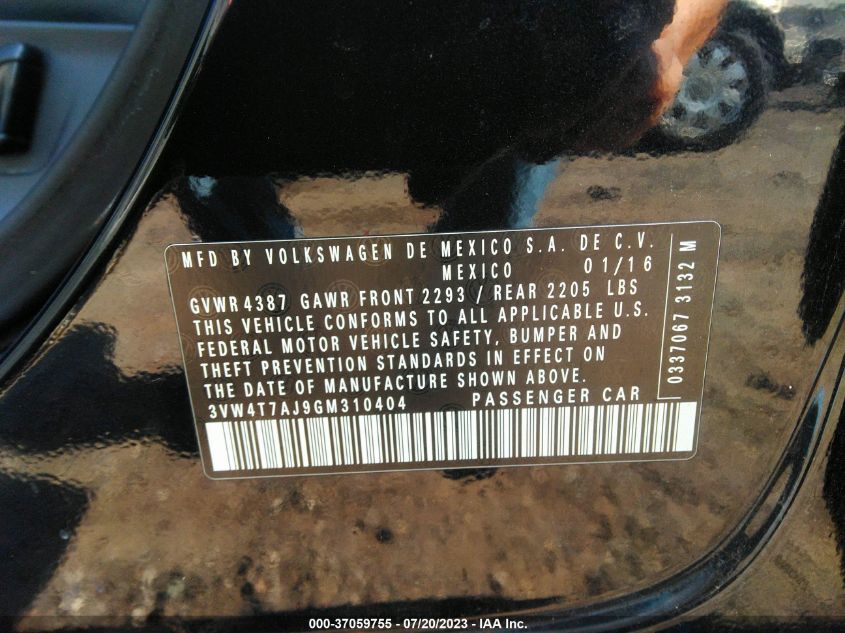 MFD BY VOLKSWAGEN DE MEXICO S.A. DE C.V.
MEXICO 01/16
GVWR 4387 GAWR FRONT 2293 / REAR 2205 LBS
THIS VEHICLE CONFORMS TO ALL APPLICABLE U.S.
FEDERAL MOTOR VEHICLE SAFETY, BUMPER AND
THEFT PREVENTION STANDARDS IN EFFECT ON
THE DATE OF MANUFACTURE SHOWN ABOVE.
3VW4T7AJ9GM310404 PASSENGER CAR
0337067 3132 M
000-37059755 - 07/20/2023 - IAA Inc.